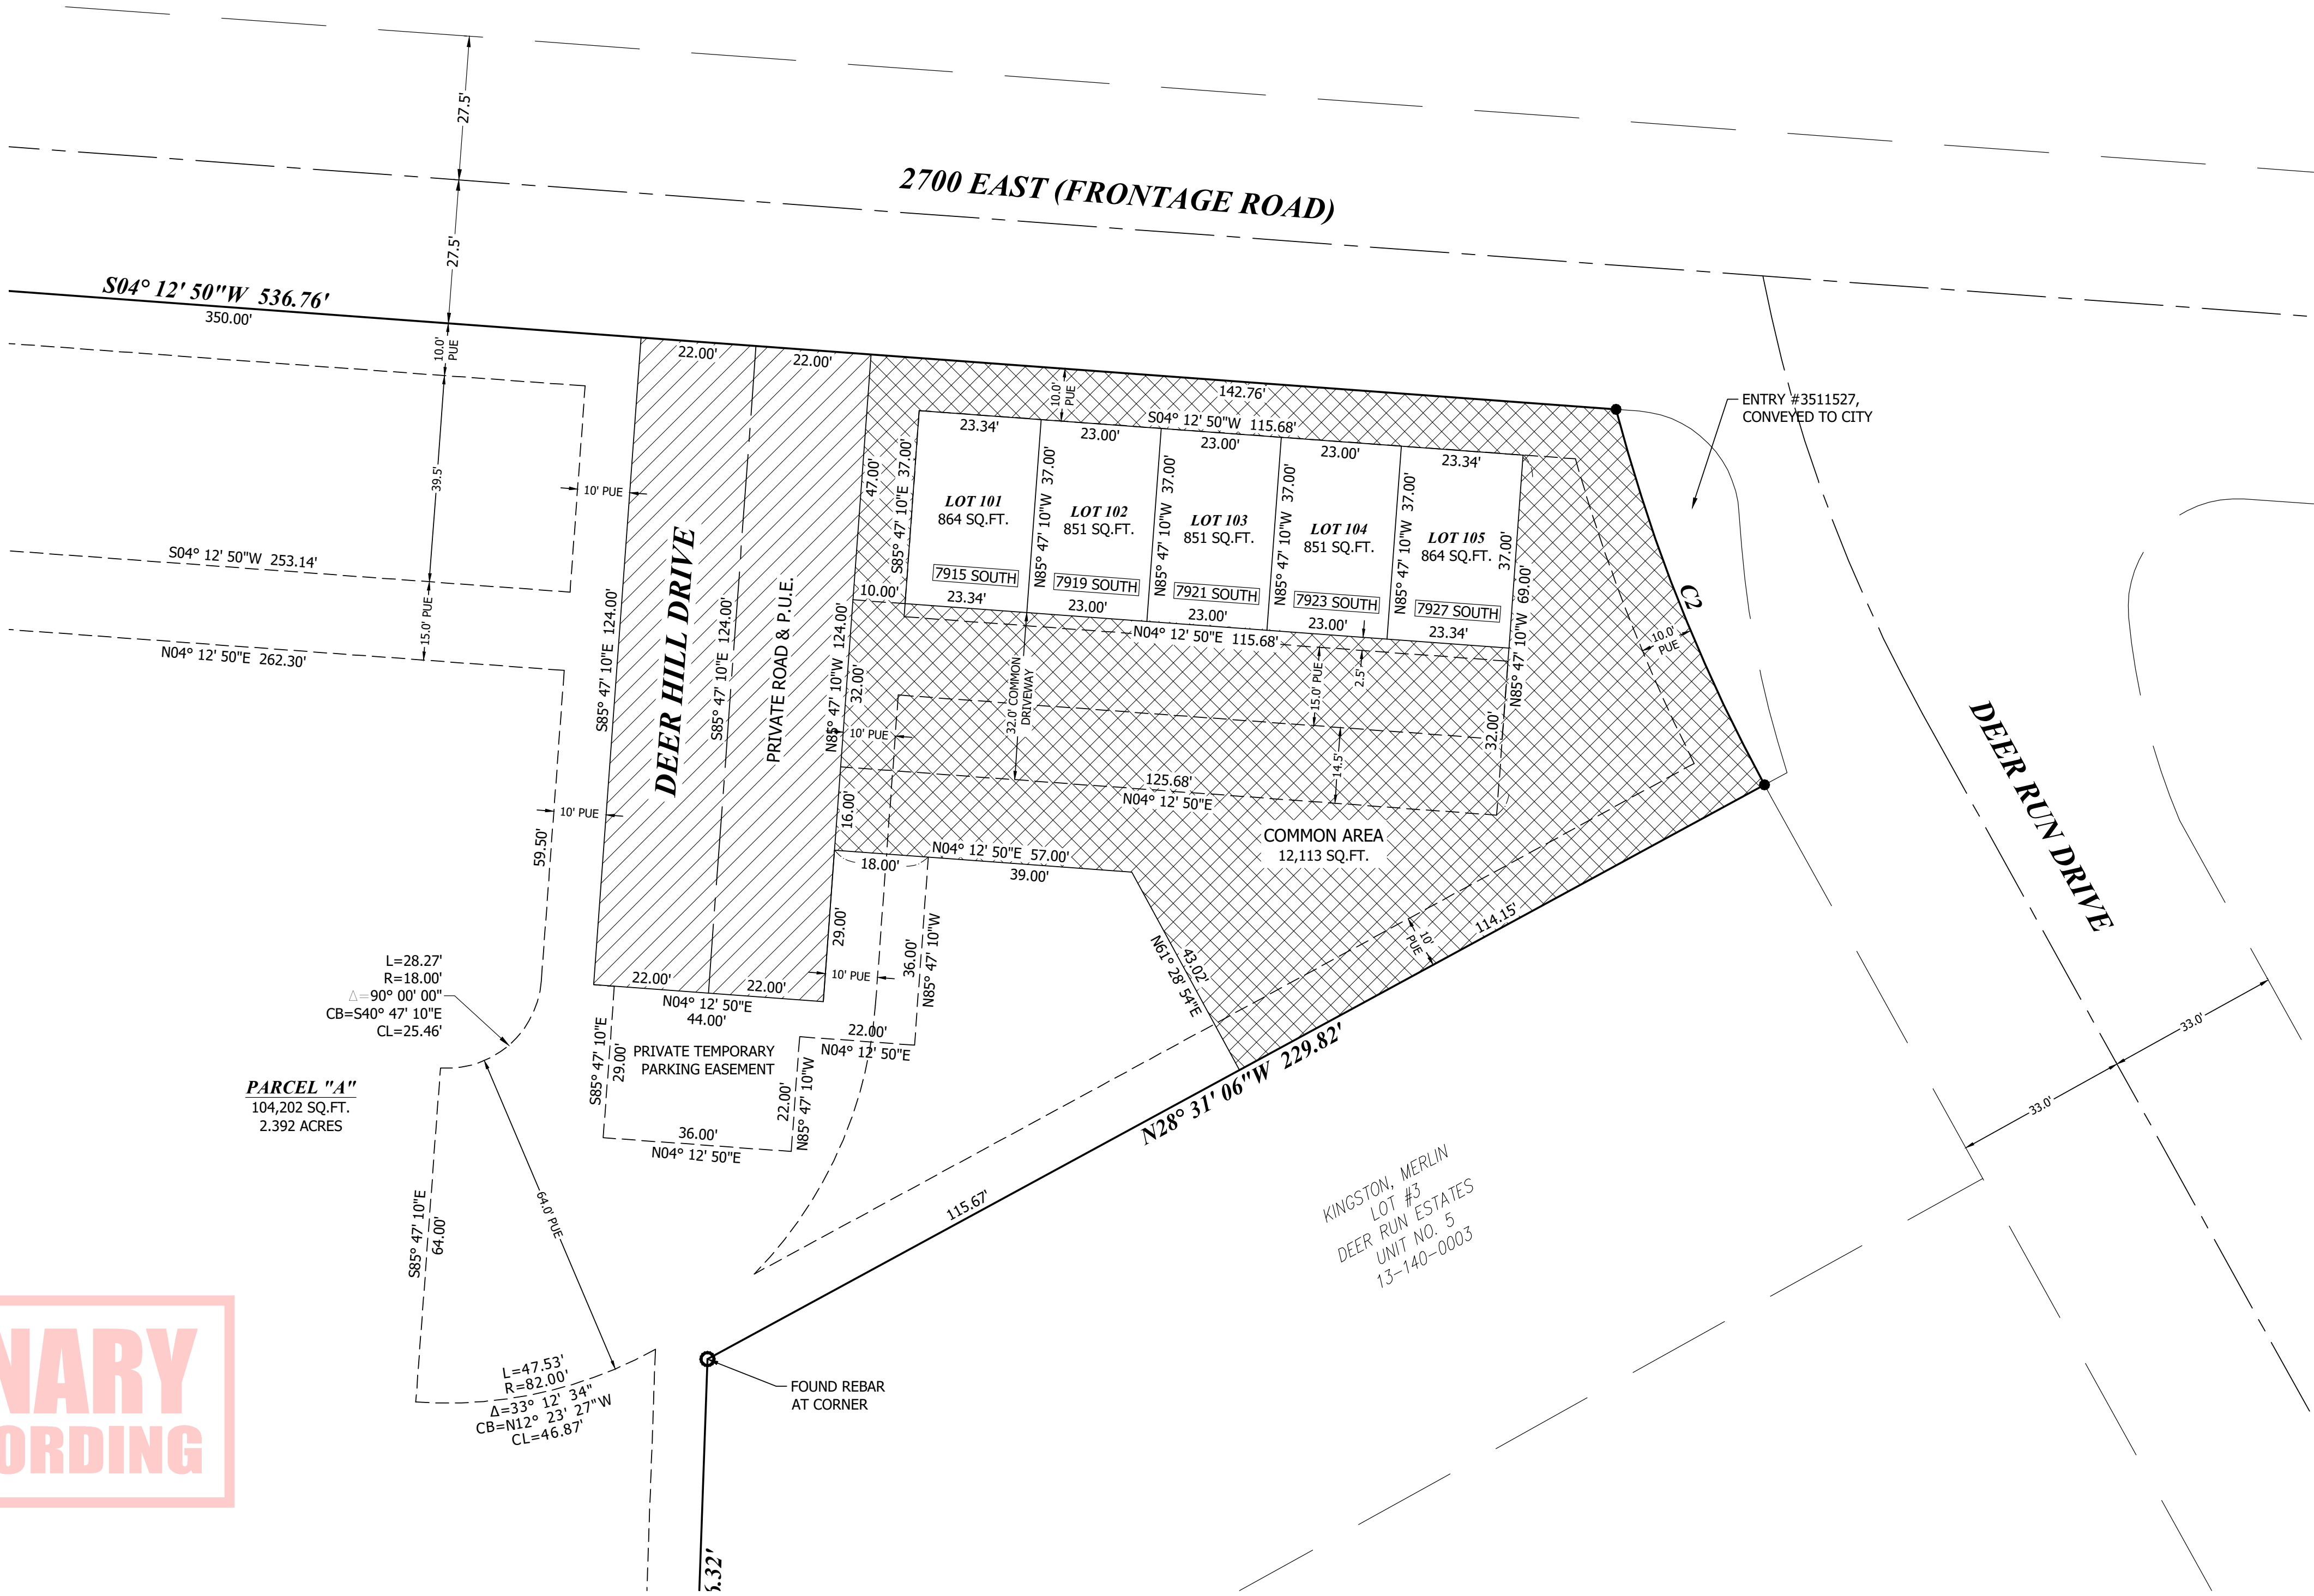 27.5'
27.5'
2700 EAST (FRONTAGE ROAD)
S04° 12' 50"W 536.76'
350.00'
10.0'
PUE
39.5'
15.0' PUE
S04° 12' 50"W 253.14'
N04° 12' 50"E 262.30'
10' PUE
10' PUE
59.50'
22.00'
22.00'
S85° 47' 10"E 124.00'
DEER HILL DRIVE
S85° 47' 10"E 124.00'
PRIVATE ROAD & P.U.E.
N85° 47' 10"W 124.00'
22.00'
22.00'
N04° 12' 50"E
44.00'
142.76'
10.0'
PUE
S04° 12' 50"W 115.68'
47.00'
S85° 47' 10"E 37.00'
23.34'
23.00'
23.00'
23.00'
23.34'
LOT 101
864 SQ.FT.
7915 SOUTH
23.34'
N85° 47' 10"W 37.00'
LOT 102
851 SQ.FT.
7919 SOUTH
23.00'
N85° 47' 10"W 37.00'
LOT 103
851 SQ.FT.
7921 SOUTH
23.00'
N85° 47' 10"W 37.00'
LOT 104
851 SQ.FT.
7923 SOUTH
23.00'
N85° 47' 10"W 37.00'
LOT 105
864 SQ.FT.
7927 SOUTH
23.34'
37.00'
N85° 47' 10"W 69.00'
10.00'
N04° 12' 50"E 115.68'
32.00'
10' PUE
32.0' COMMON
DRIVEWAY
15.0' PUE
2.5'
14.5'
32.00'
125.68'
N04° 12' 50"E
16.00'
COMMON AREA
12,113 SQ.FT.
N04° 12' 50"E 57.00'
18.00'
39.00'
29.00'
10' PUE
36.00'
N85° 47' 10"W
22.00'
N04° 12' 50"E
22.00'
N85° 47' 10"W
PRIVATE TEMPORARY
PARKING EASEMENT
S85° 47' 10"E
29.00'
36.00'
N04° 12' 50"E
43.02'
N61° 28' 54"E
10'
PUE
114.15'
N28° 31' 06"W 229.82'
115.67'
C2
10.0'
PUE
ENTRY #3511527,
CONVEYED TO CITY
DEER RUN DRIVE
33.0'
33.0'
L=28.27'
R=18.00'
Δ=90° 00' 00"
CB=S40° 47' 10"E
CL=25.46'
PARCEL "A"
104,202 SQ.FT.
2.392 ACRES
S85° 47' 10"E
64.00'
64.0' PUE
L=47.53'
R=82.00'
Δ=33° 12' 34"
CB=N12° 23' 27"W
CL=46.87'
FOUND REBAR
AT CORNER
KINGSTON, MERLIN
LOT #3
DEER RUN ESTATES
UNIT NO. 5
13-140-0003
NARY
ORDING
6.32'